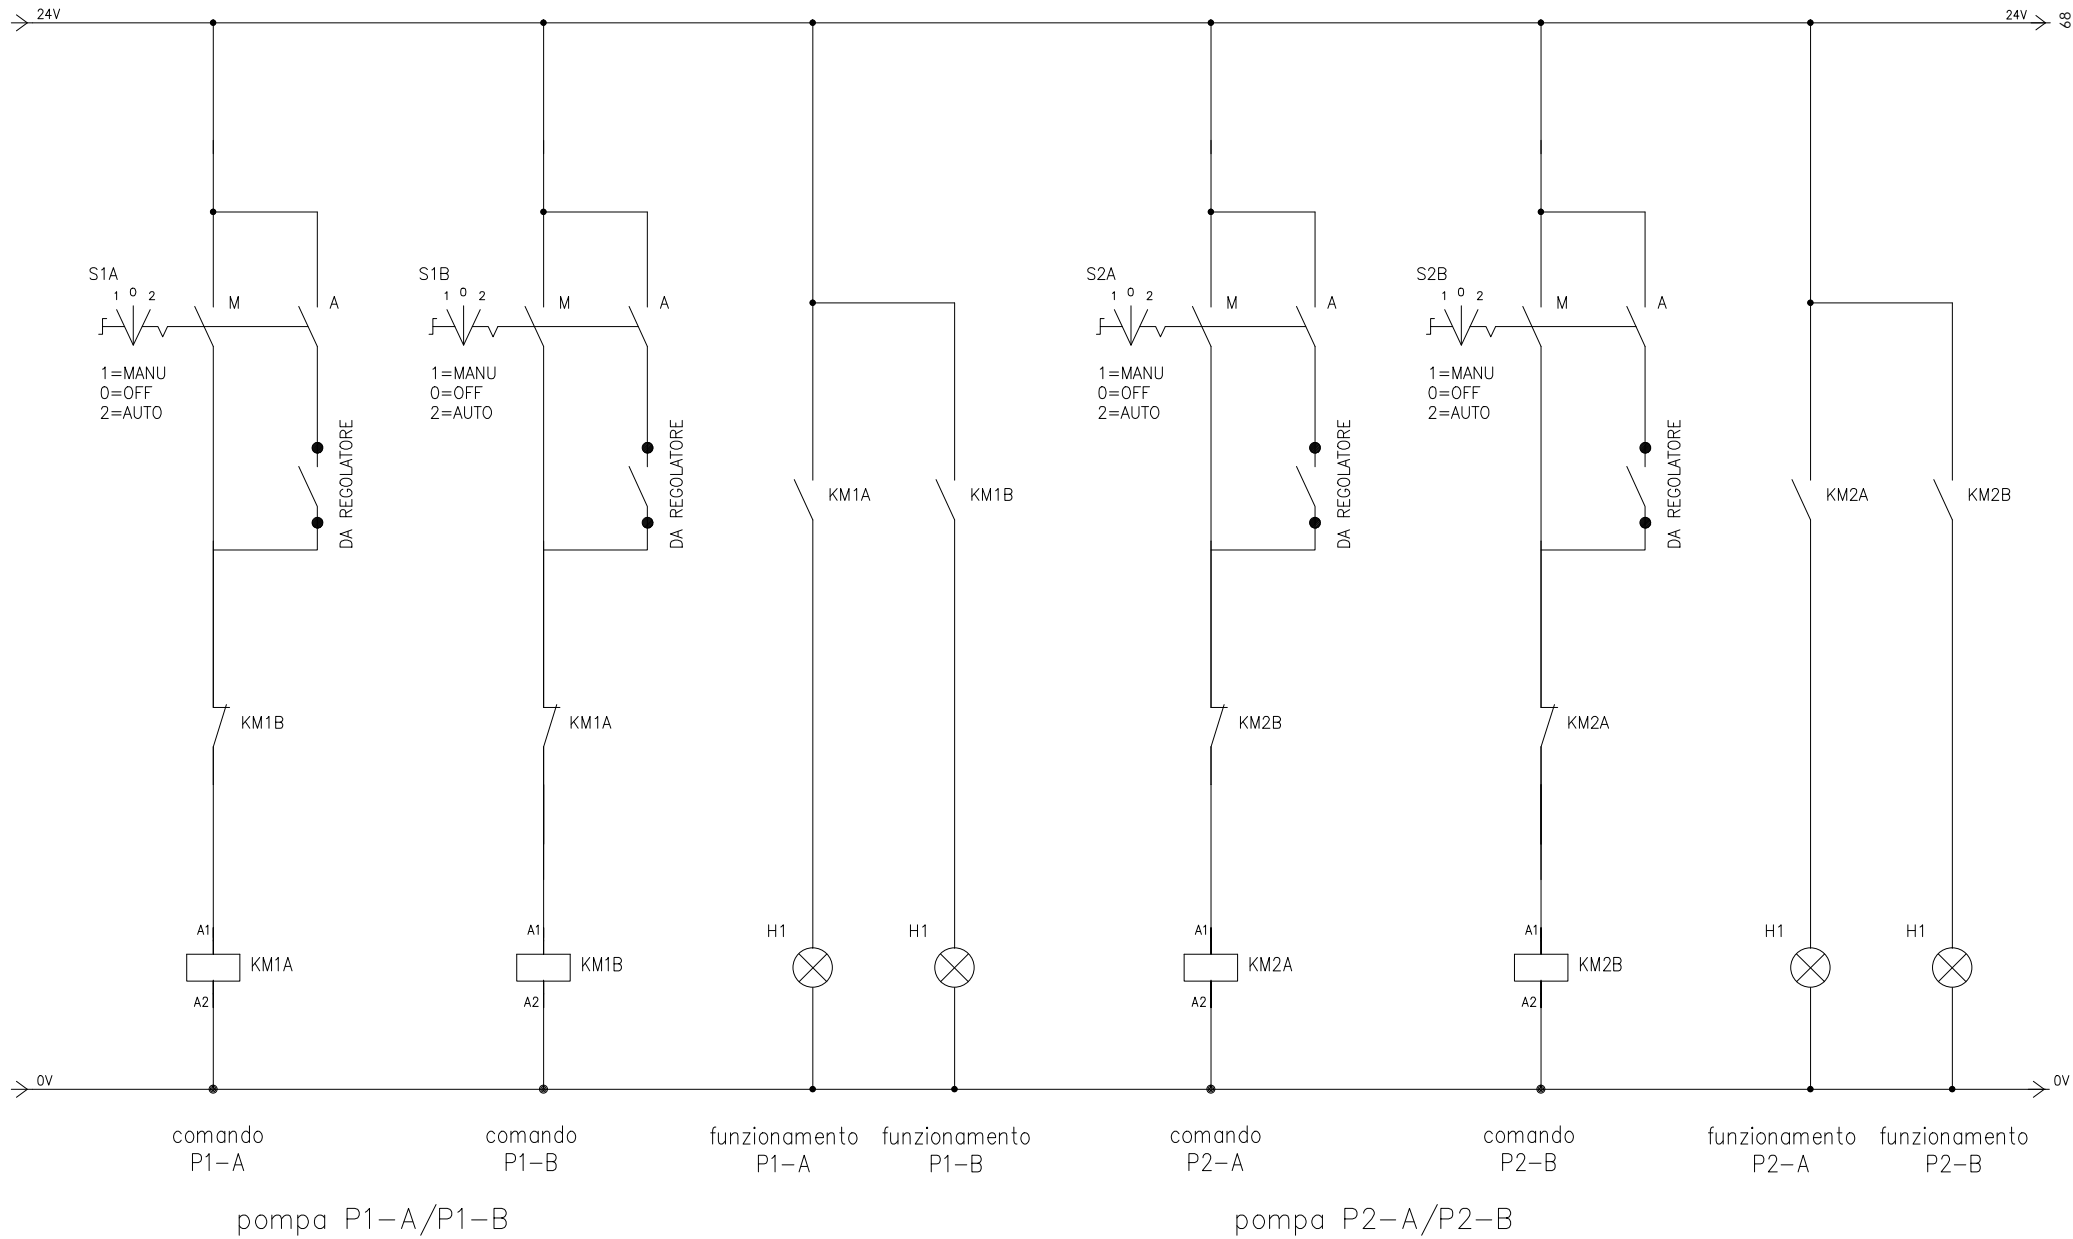 24V
24V
68
S1A
1 0 2
M
A
1=MANU
0=OFF
2=AUTO
DA REGOLATORE
S1B
1 0 2
M
A
1=MANU
0=OFF
2=AUTO
DA REGOLATORE
KM1A
KM1B
S2A
1 0 2
M
A
1=MANU
0=OFF
2=AUTO
DA REGOLATORE
S2B
1 0 2
M
A
1=MANU
0=OFF
2=AUTO
DA REGOLATORE
KM2A
KM2B
KM1B
KM1A
KM2B
KM2A
A1
KM1A
A2
A1
KM1B
A2
H1
H1
A1
KM2A
A2
A1
KM2B
A2
H1
H1
0V
0V
comando
P1-A
comando
P1-B
funzionamento
P1-A
funzionamento
P1-B
comando
P2-A
comando
P2-B
funzionamento
P2-A
funzionamento
P2-B
pompa P1-A/P1-B
pompa P2-A/P2-B